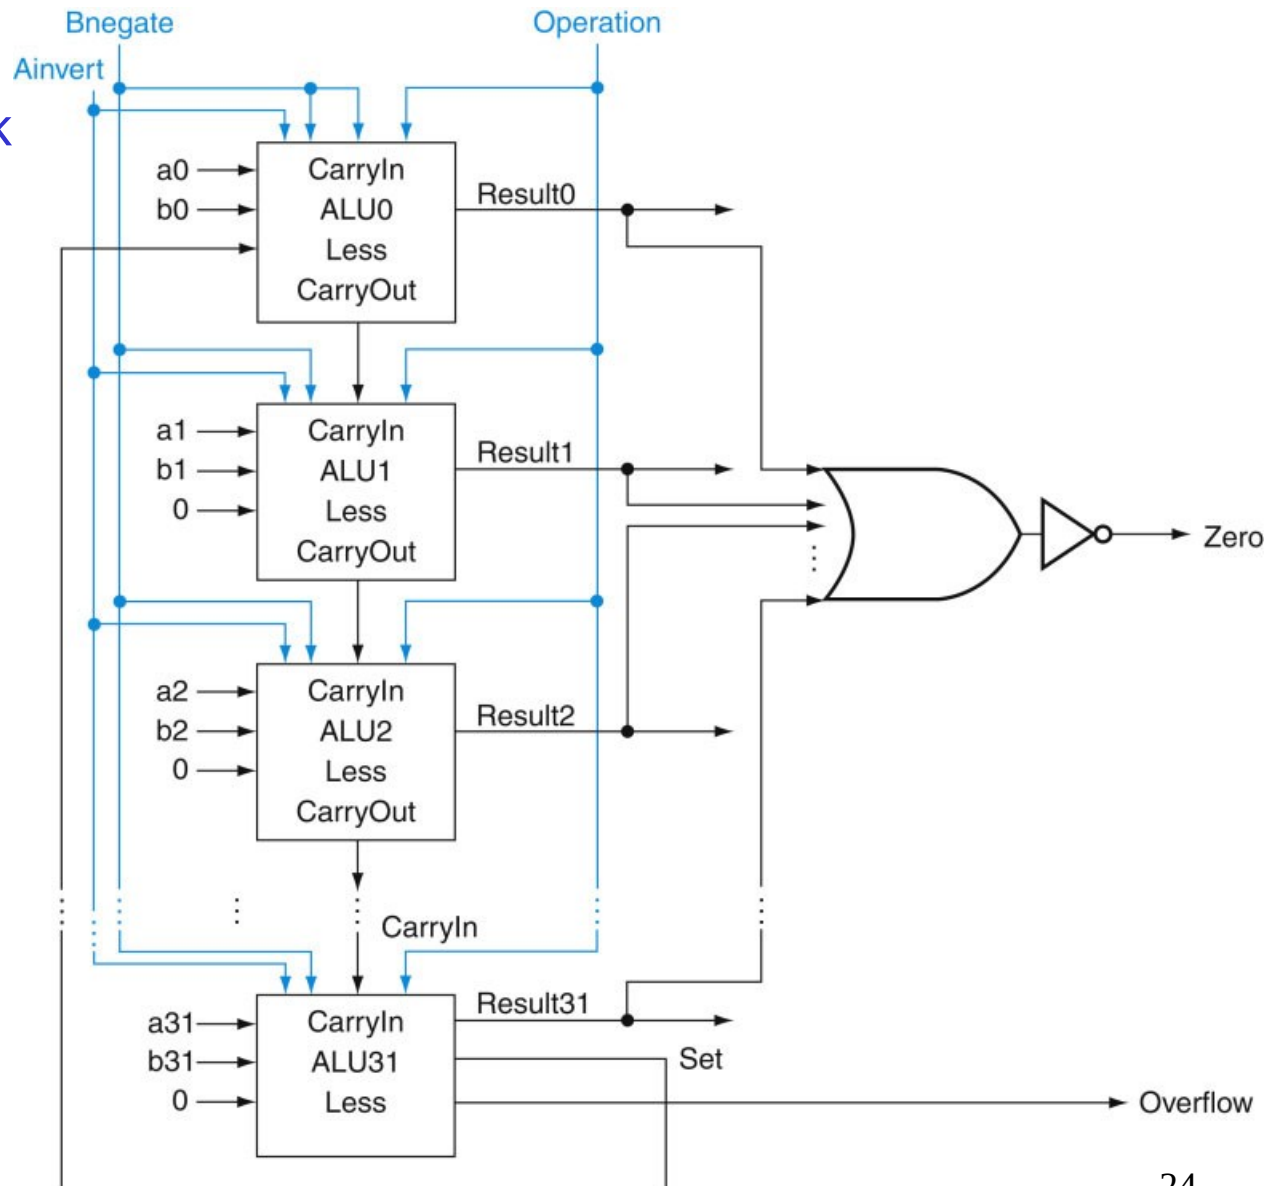 Bnegate
Operation
Ainvert
k
a0
b0
CarryIn
ALU0
Less
CarryOut
Result0
a1
b1
0
CarryIn
ALU1
Less
CarryOut
Result1
Zero
a2
b2
0
CarryIn
ALU2
Less
CarryOut
Result2
CarryIn
a31
b31
0
CarryIn
ALU31
Less
Result31
Set
Overflow